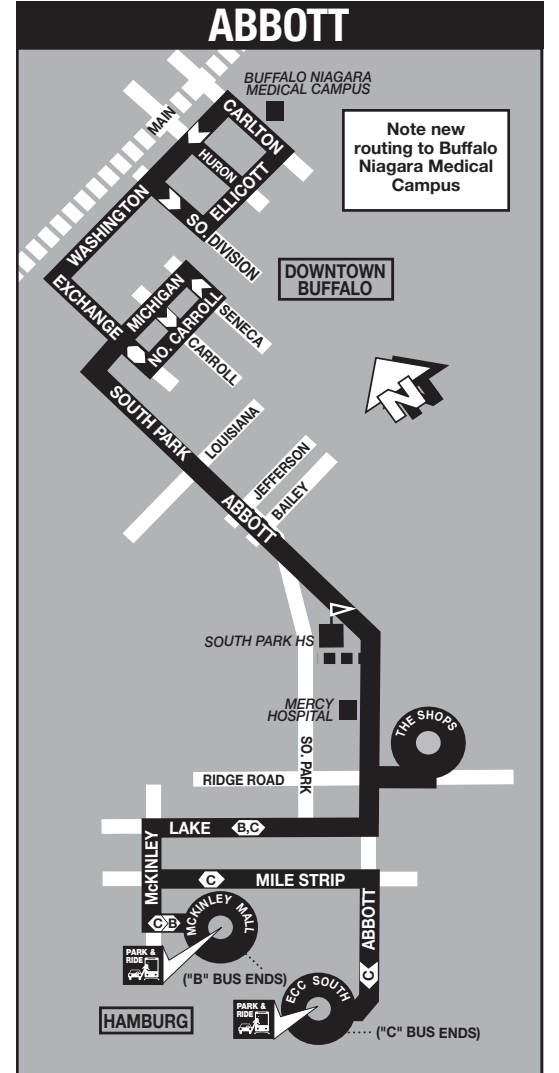 ABBOTT
BUFFALO NIAGARA
MEDICAL CAMPUS
MAIN
CARLTON
Note new
routing to Buffalo
Niagara Medical
Campus
HURON
ELLICOTT
WASHINGTON
SO. DIVISION
DOWNTOWN
BUFFALO
EXCHANGE
MICHIGAN
NO. CARROLL
SENECA
CARROLL
N
SOUTH PARK
LOUISIANA
JEFFERSON
BAILEY
ABBOTT
SOUTH PARK HS
MERCY
HOSPITAL
THE SHOPS
SO. PARK
RIDGE ROAD
LAKE B,C
McKINLEY
C MILE STRIP
ABBOTT
C B
MCKINLEY MALL
C
PARK &
RIDE
("B" BUS ENDS)
ECC SOUTH
PARK &
RIDE
HAMBURG
("C" BUS ENDS)